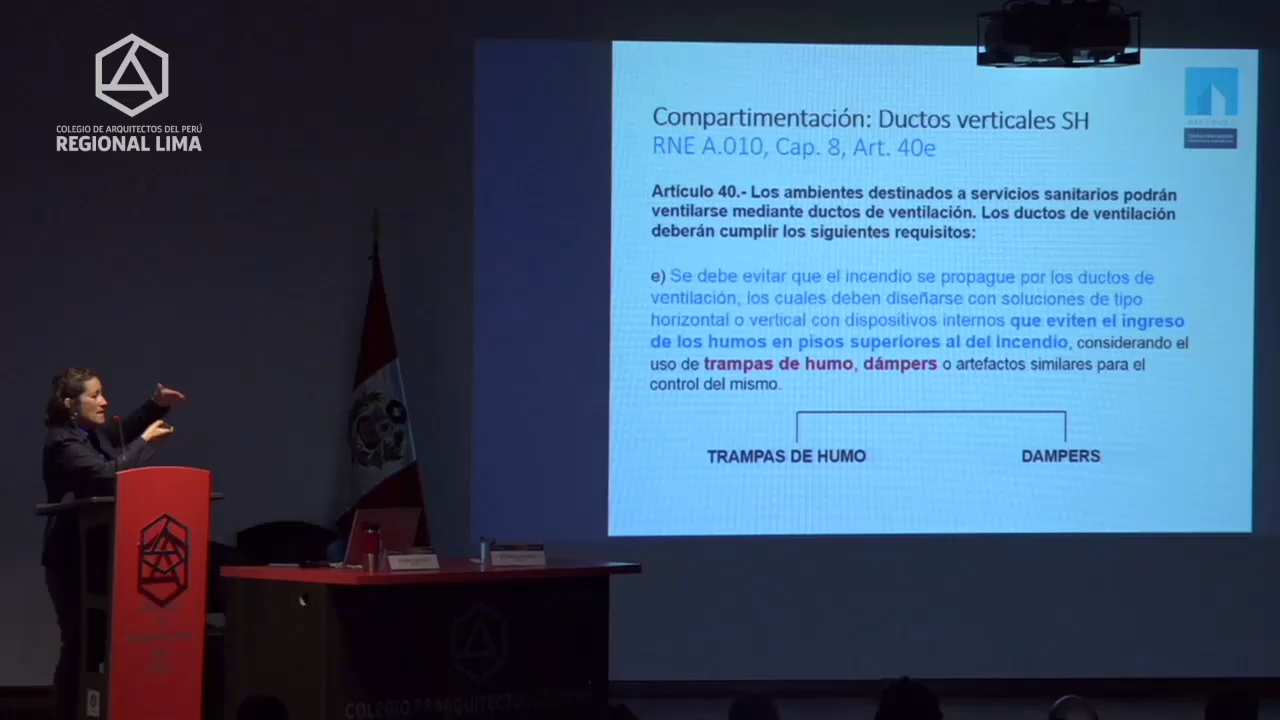 COLEGIO DE ARQUITECTOS DEL PERÚ
REGIONAL LIMA
Compartimentación: Ductos verticales SH
RNE A.010, Cap. 8, Art. 40e
Artículo 40.- Los ambientes destinados a servicios sanitarios podrán
ventilarse mediante ductos de ventilación. Los ductos de ventilación
deberán cumplir los siguientes requisitos:
e) Se debe evitar que el incendio se propague por los ductos de
ventilación, los cuales deben diseñarse con soluciones de tipo
horizontal o vertical con dispositivos internos que eviten el ingreso
de los humos en pisos superiores al del incendio, considerando el
uso de trampas de humo, dámpers o artefactos similares para el
control del mismo.
TRAMPAS DE HUMO
DAMPERS
COLEGIO DE ARQUITECTOS DEL